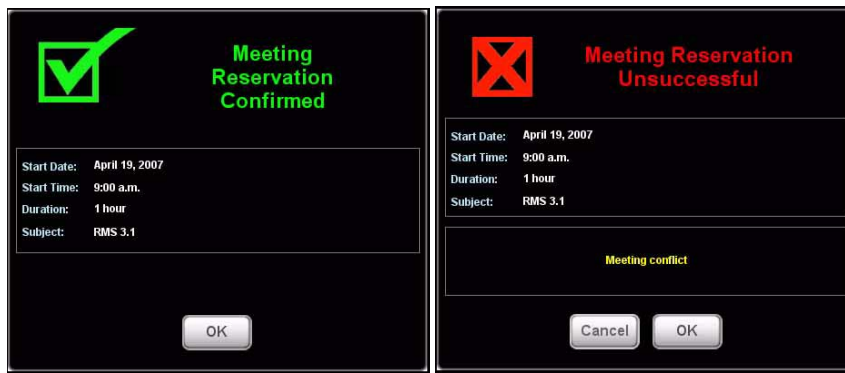 Meeting
Reservation
Confirmed
Start Date: April 19, 2007
Start Time: 9:00 a.m.
Duration: 1 hour
Subject: RMS 3.1
OK
Meeting Reservation
Unsuccessful
Start Date: April 19, 2007
Start Time: 9:00 a.m.
Duration: 1 hour
Subject: RMS 3.1
Meeting conflict
Cancel OK